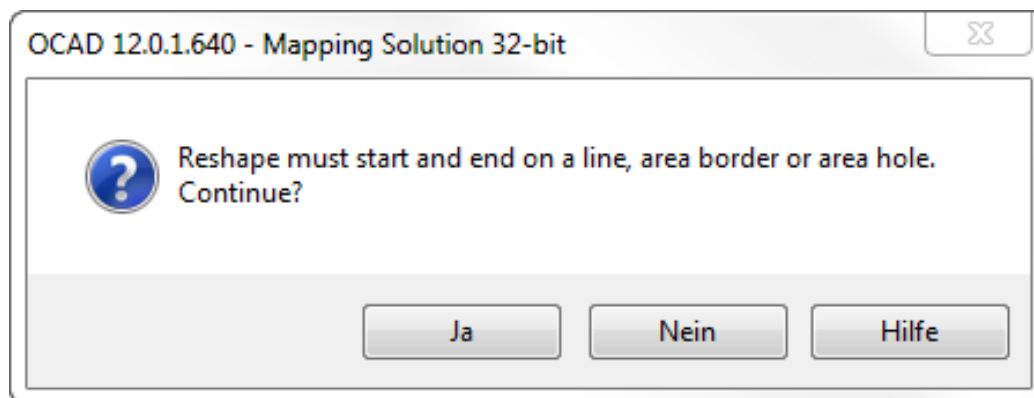 OCAD 12.0.1.640 - Mapping Solution 32-bit
Reshape must start and end on a line, area border or area hole.
Continue?
Ja
Nein
Hilfe